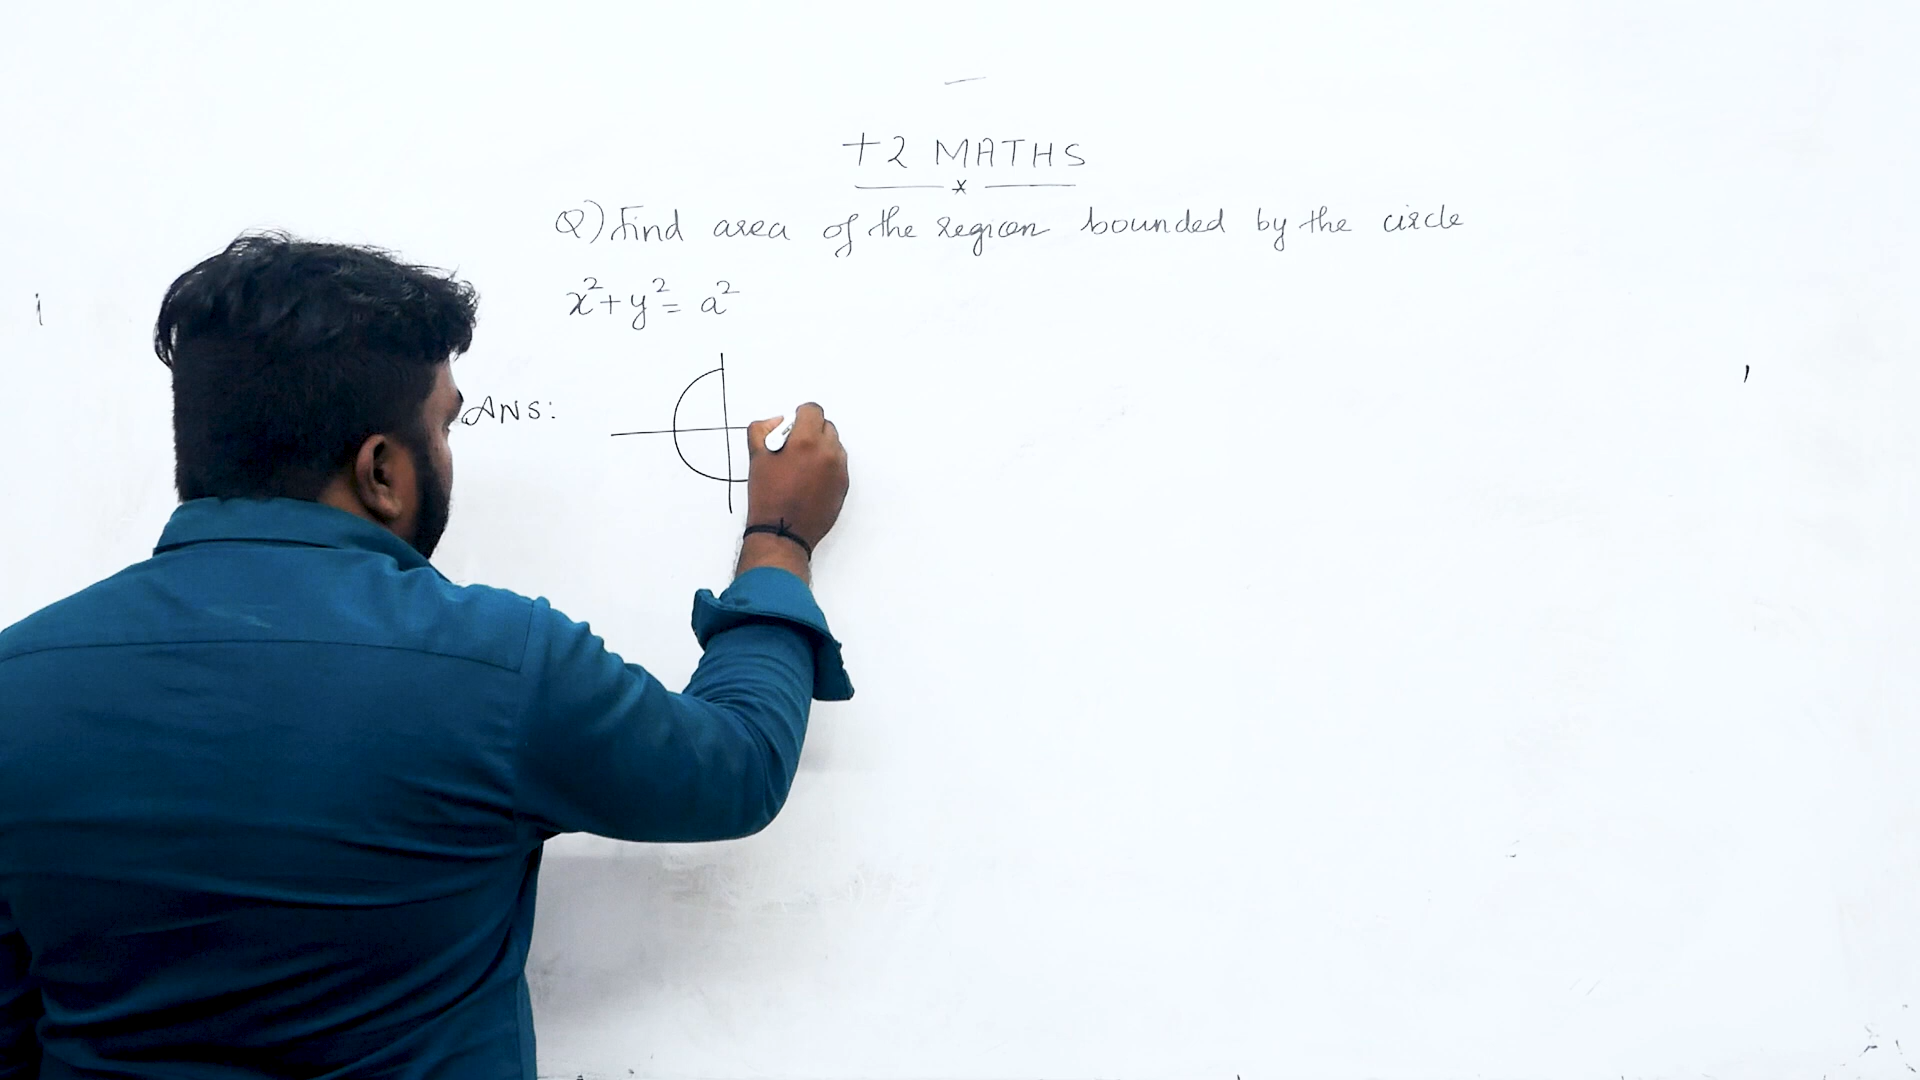 +2 MATHS
Q) Find area of the region bounded by the circle
x²+y²= a²
ANS: